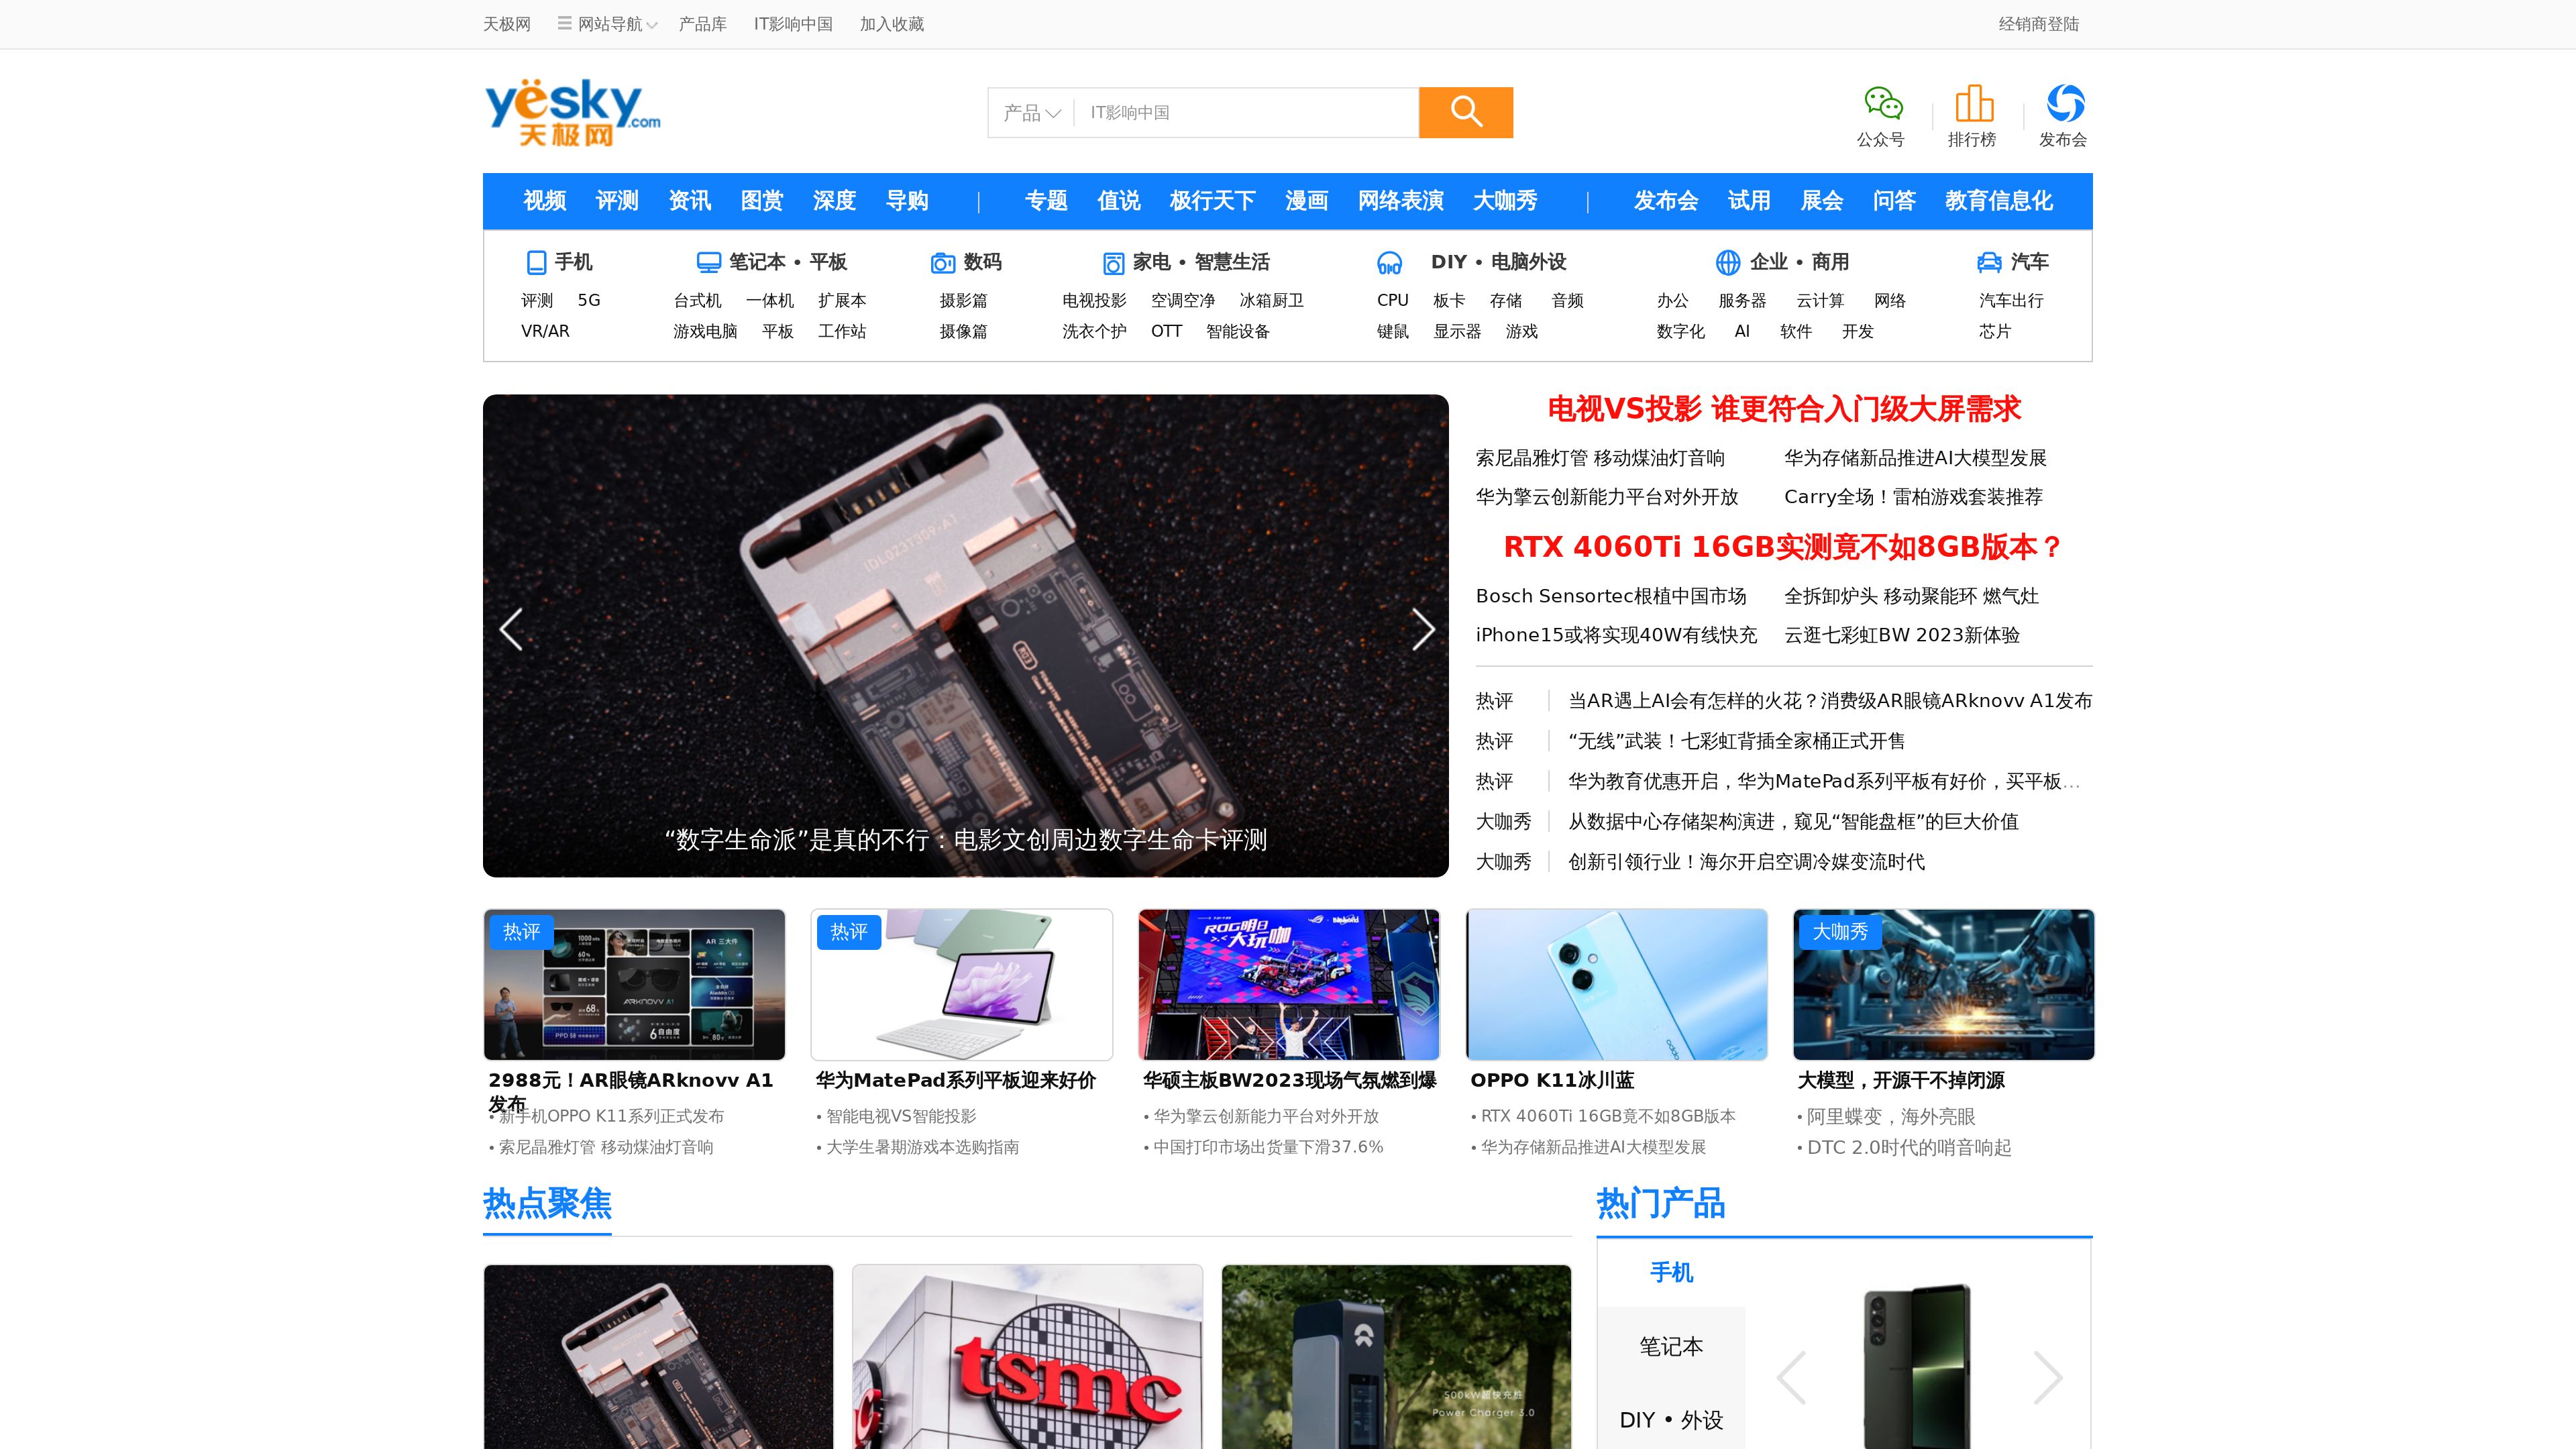 天极网 网站导航 产品库 IT影响中国 加入收藏 经销商登陆
yesky.com
天极网
产品 IT影响中国
公众号 排行榜 发布会
视频 评测 资讯 图赏 深度 导购 | 专题 值说 极行天下 漫画 网络表演 大咖秀 | 发布会 试用 展会 问答 教育信息化
手机 笔记本 • 平板 数码 家电 • 智慧生活 DIY • 电脑外设 企业 • 商用 汽车
评测 5G 台式机 一体机 扩展本 摄影篇 电视投影 空调空净 冰箱厨卫 CPU 板卡 存储 音频 办公 服务器 云计算 网络 汽车出行
VR/AR 游戏电脑 平板 工作站 摄像篇 洗衣个护 OTT 智能设备 键鼠 显示器 游戏 数字化 AI 软件 开发 芯片
IDL023T309-A1
“数字生命派”是真的不行：电影文创周边数字生命卡评测
电视VS投影 谁更符合入门级大屏需求
索尼晶雅灯管 移动煤油灯音响 华为存储新品推进AI大模型发展
华为擎云创新能力平台对外开放 Carry全场！雷柏游戏套装推荐
RTX 4060Ti 16GB实测竟不如8GB版本？
Bosch Sensortec根植中国市场 全拆卸炉头 移动聚能环 燃气灶
iPhone15或将实现40W有线快充 云逛七彩虹BW 2023新体验
热评 当AR遇上AI会有怎样的火花？消费级AR眼镜ARknovv A1发布
热评 “无线”武装！七彩虹背插全家桶正式开售
热评 华为教育优惠开启，华为MatePad系列平板有好价，买平板…
大咖秀 从数据中心存储架构演进，窥见“智能盘框”的巨大价值
大咖秀 创新引领行业！海尔开启空调冷媒变流时代
热评 热评 大咖秀
AR 三大件
ARKNOVV A1
6自由度
ROG明日
大玩咖
oppo
2988元！AR眼镜ARknovv A1
发布
• 新手机OPPO K11系列正式发布
• 索尼晶雅灯管 移动煤油灯音响
华为MatePad系列平板迎来好价
• 智能电视VS智能投影
• 大学生暑期游戏本选购指南
华硕主板BW2023现场气氛燃到爆
• 华为擎云创新能力平台对外开放
• 中国打印市场出货量下滑37.6%
OPPO K11冰川蓝
• RTX 4060Ti 16GB竟不如8GB版本
• 华为存储新品推进AI大模型发展
大模型，开源干不掉闭源
• 阿里蝶变，海外亮眼
• DTC 2.0时代的哨音响起
热点聚焦
热门产品
tsmc
500kW超快充桩
Power Charger 3.0
手机
笔记本
DIY • 外设